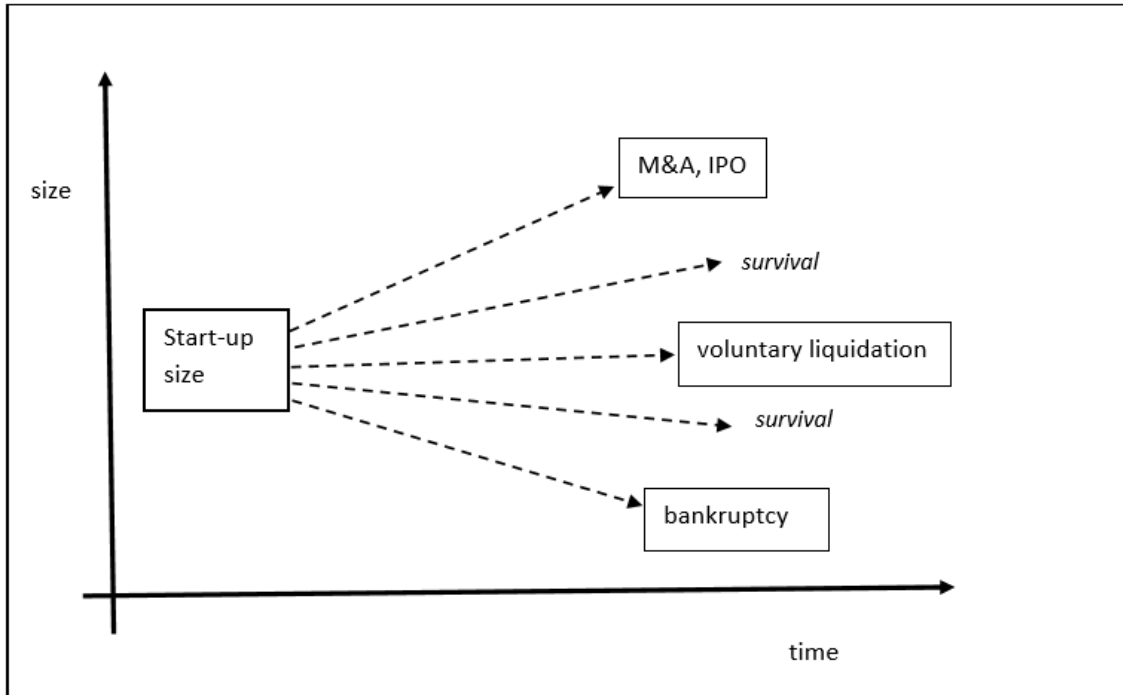 M&A, IPO
size
survival
Start-up
size
voluntary liquidation
survival
bankruptcy
time